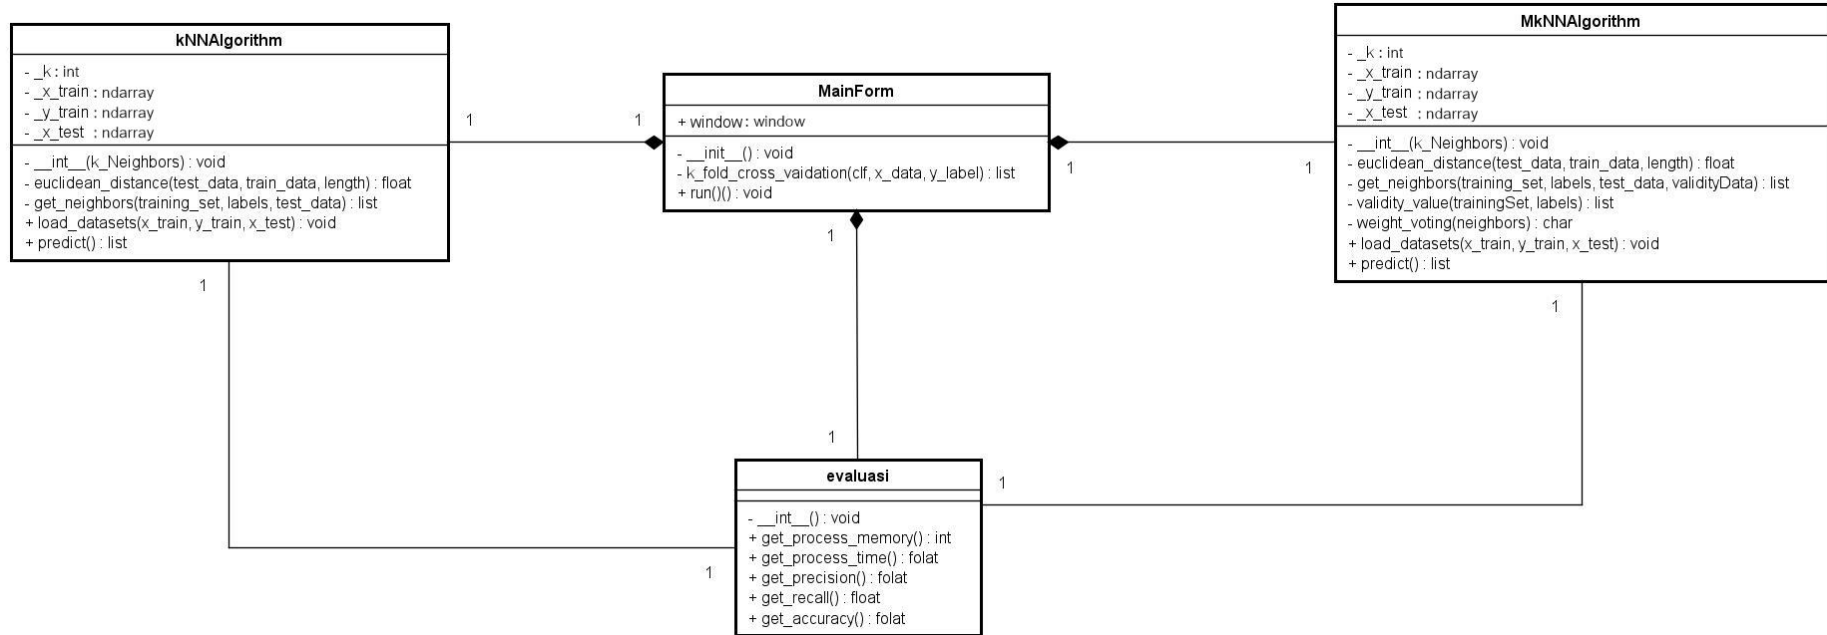 kNNAlgorithm
- _k : int
- _x_train : ndarray
- _y_train : ndarray
- _x_test : ndarray
- __int__(k_Neighbors) : void
- euclidean_distance(test_data, train_data, length) : float
- get_neighbors(training_set, labels, test_data) : list
+ load_datasets(x_train, y_train, x_test) : void
+ predict() : list
1
1
1
MainForm
+ window : window
- __init__() : void
- k_fold_cross_vaidation(clf, x_data, y_label) : list
+ run()() : void
1
1
1
1
MkNNAlgorithm
- _k : int
- _x_train : ndarray
- _y_train : ndarray
- _x_test : ndarray
- __int__(k_Neighbors) : void
- euclidean_distance(test_data, train_data, length) : float
- get_neighbors(training_set, labels, test_data, validityData) : list
- validity_value(trainingSet, labels) : list
- weight_voting(neighbors) : char
+ load_datasets(x_train, y_train, x_test) : void
+ predict() : list
1
1
1
evaluasi
- __int__() : void
+ get_process_memory() : int
+ get_process_time() : folat
+ get_precision() : folat
+ get_recall() : float
+ get_accuracy() : folat